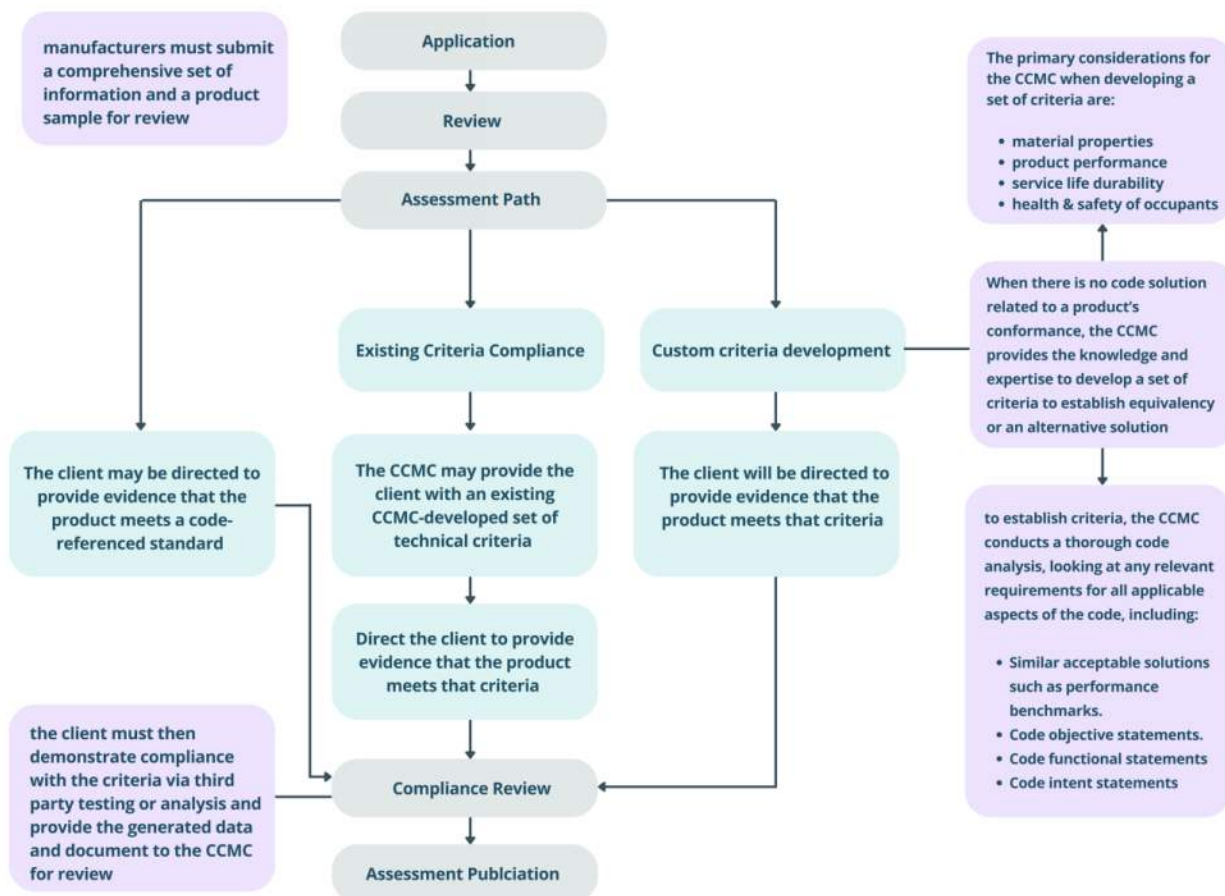 manufacturers must submit
a comprehensive set of
information and a product
sample for review
Application
Review
Assessment Path
The primary considerations for
the CCMC when developing a
set of criteria are:
• material properties
• product performance
• service life durability
• health & safety of occupants
When there is no code solution
related to a product's
conformance, the CCMC
provides the knowledge and
expertise to develop a set of
criteria to establish equivalency
or an alternative solution
Existing Criteria Compliance
Custom criteria development
The client may be directed to
provide evidence that the
product meets a code-
referenced standard
The CCMC may provide the
client with an existing
CCMC-developed set of
technical criteria
The client will be directed to
provide evidence that the
product meets that criteria
to establish criteria, the CCMC
conducts a thorough code
analysis, looking at any relevant
requirements for all applicable
aspects of the code, including:
• Similar acceptable solutions
such as performance
benchmarks.
• Code objective statements.
• Code functional statements
• Code intent statements
Direct the client to provide
evidence that the product
meets that criteria
the client must then
demonstrate compliance
with the criteria via third
party testing or analysis and
provide the generated data
and document to the CCMC
for review
Compliance Review
Assessment Publciation